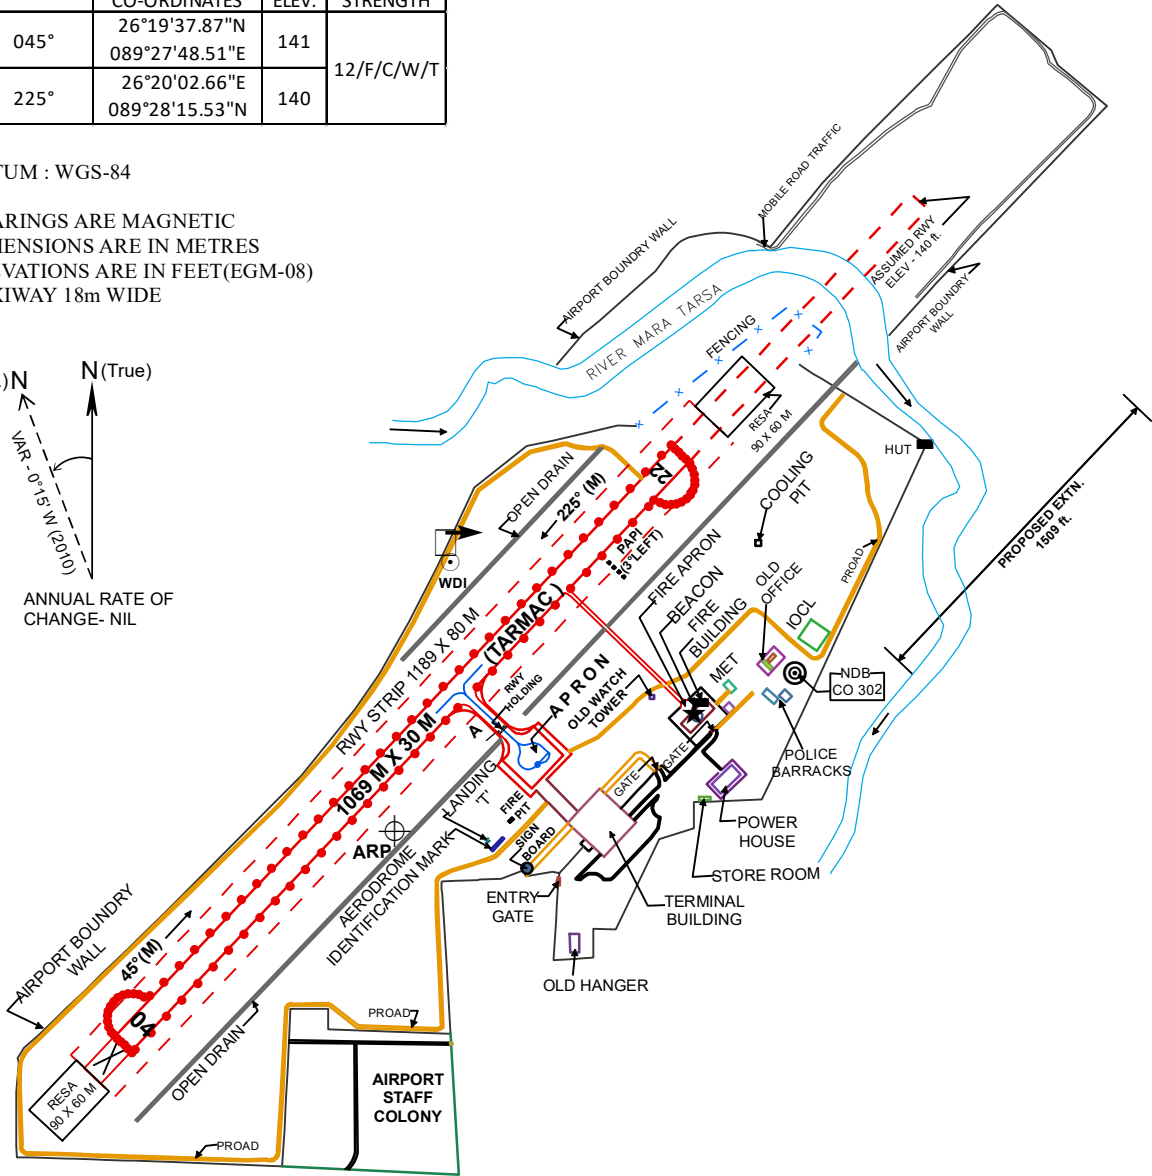 CO-ORDINATES ELEV. STRENGTH
045° 26°19'37.87"N 089°27'48.51"E 141
12/F/C/W/T
225° 26°20'02.66"E 089°28'15.53"N 140
TUM : WGS-84
ARINGS ARE MAGNETIC
MENSIONS ARE IN METRES
EVATIONS ARE IN FEET(EGM-08)
XIWAY 18m WIDE
.)N
N(True)
VAR - 0°15' W (2010)
ANNUAL RATE OF
CHANGE- NIL
MOBILE ROAD TRAFFIC
AIRPORT BOUNDRY WALL
RIVER MARA TARSA
ASSUMED RWY
ELEV - 140 ft.
AIRPORT BOUNDRY
WALL
FENCING
RESA
90 X 60 M
HUT
PROPOSED EXTN.
1509 ft.
OPEN DRAIN
225° (M)
22
PAPI
(3°LEFT)
COOLING
PIT
PROAD
WDI
(TARMAC)
FIRE APRON
BEACON
FIRE
BUILDING
OLD
OFFICE
IOCL
MET
NDB
CO 302
RWY STRIP 1189 X 80 M
RWY
HOLDING
APRON
OLD WATCH
TOWER
1069 M X 30 M
A
GATE
GATE
POLICE
BARRACKS
LANDING
'T'
FIRE
PIT
SIGN
BOARD
POWER
HOUSE
ARP
AERODROME
IDENTIFICATION MARK
STORE ROOM
ENTRY
GATE
TERMINAL
BUILDING
OLD HANGER
AIRPORT BOUNDRY
WALL
45°(M)
04
RESA
90 X 60 M
OPEN DRAIN
PROAD
AIRPORT
STAFF
COLONY
PROAD